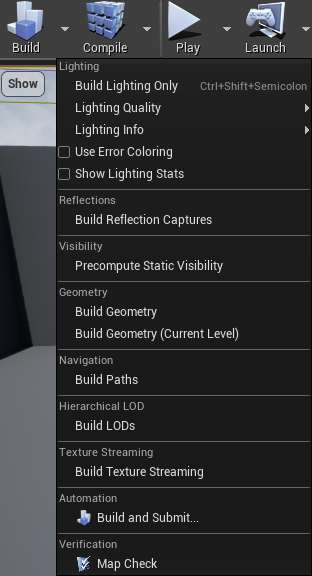 Build
Compile
Play
Launch
Show
Lighting
Build Lighting Only Ctrl+Shift+Semicolon
Lighting Quality
Lighting Info
Use Error Coloring
Show Lighting Stats
Reflections
Build Reflection Captures
Visibility
Precompute Static Visibility
Geometry
Build Geometry
Build Geometry (Current Level)
Navigation
Build Paths
Hierarchical LOD
Build LODs
Texture Streaming
Build Texture Streaming
Automation
Build and Submit...
Verification
Map Check